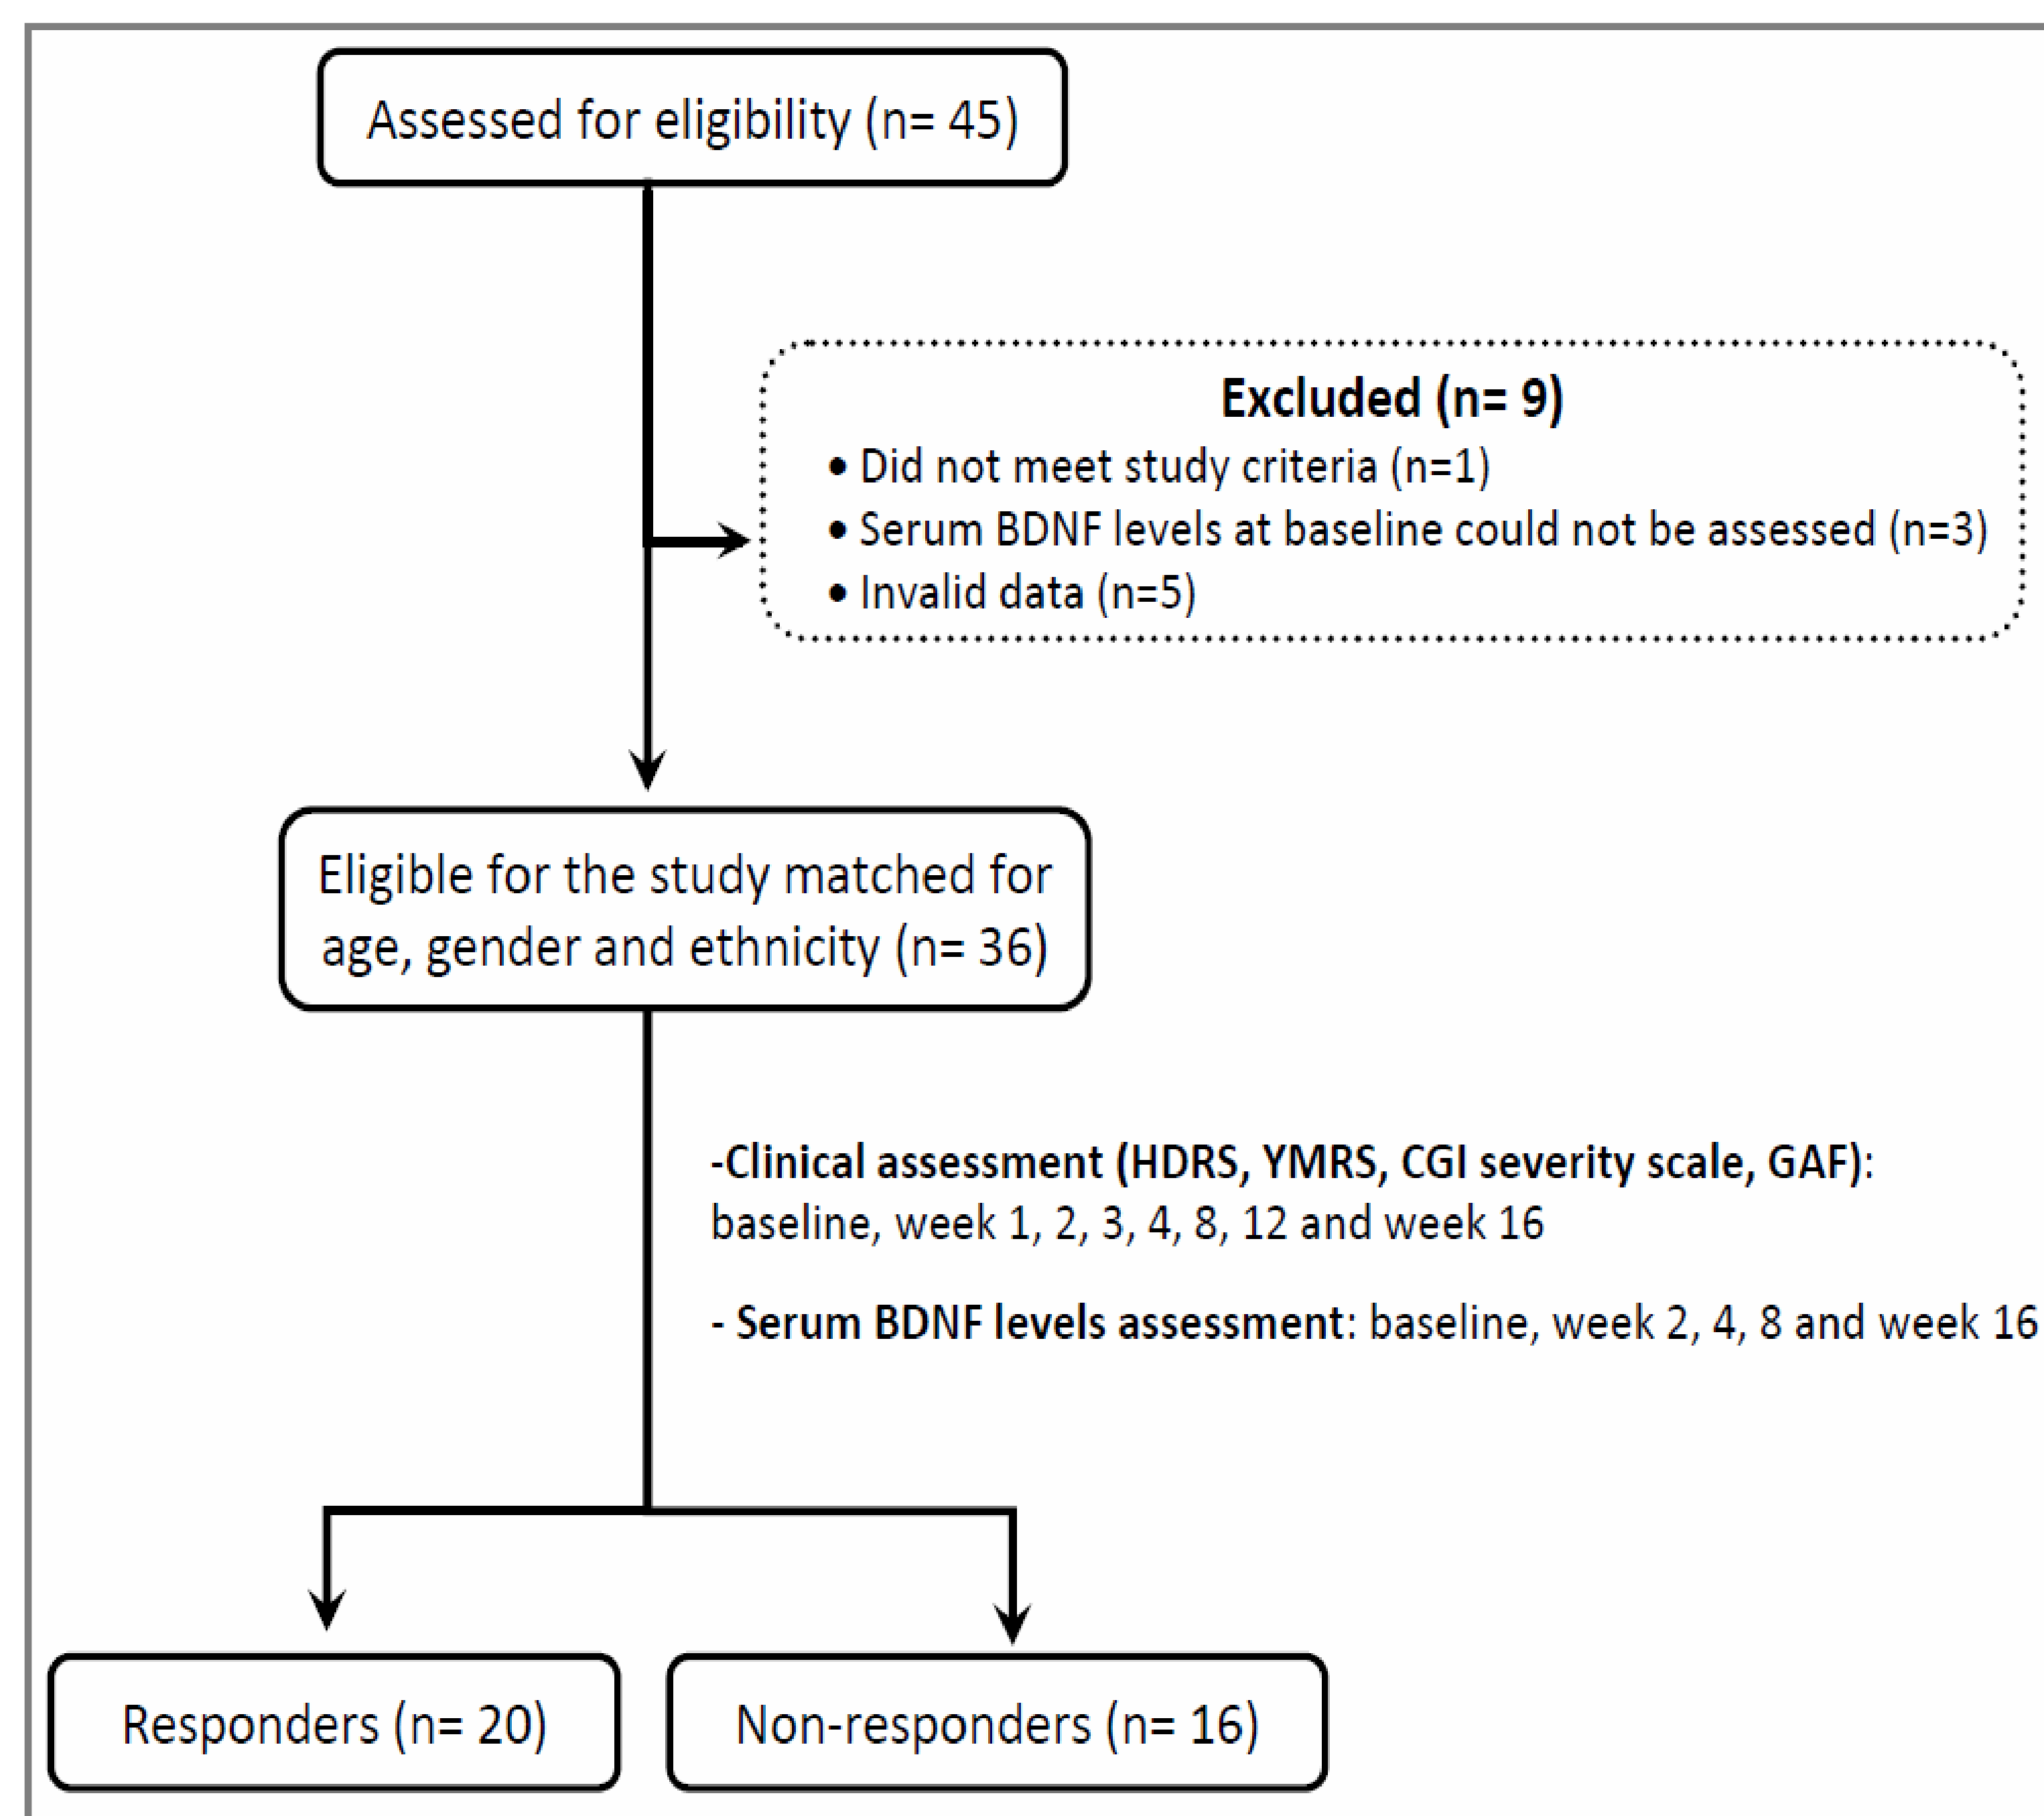 Assessed for eligibility (n= 45)
Excluded (n= 9)
• Did not meet study criteria (n=1)
• Serum BDNF levels at baseline could not be assessed (n=3)
• Invalid data (n=5)
Eligible for the study matched for
age, gender and ethnicity (n= 36)
-Clinical assessment (HDRS, YMRS, CGI severity scale, GAF):
baseline, week 1, 2, 3, 4, 8, 12 and week 16
- Serum BDNF levels assessment: baseline, week 2, 4, 8 and week 16
Responders (n= 20)
Non-responders (n= 16)